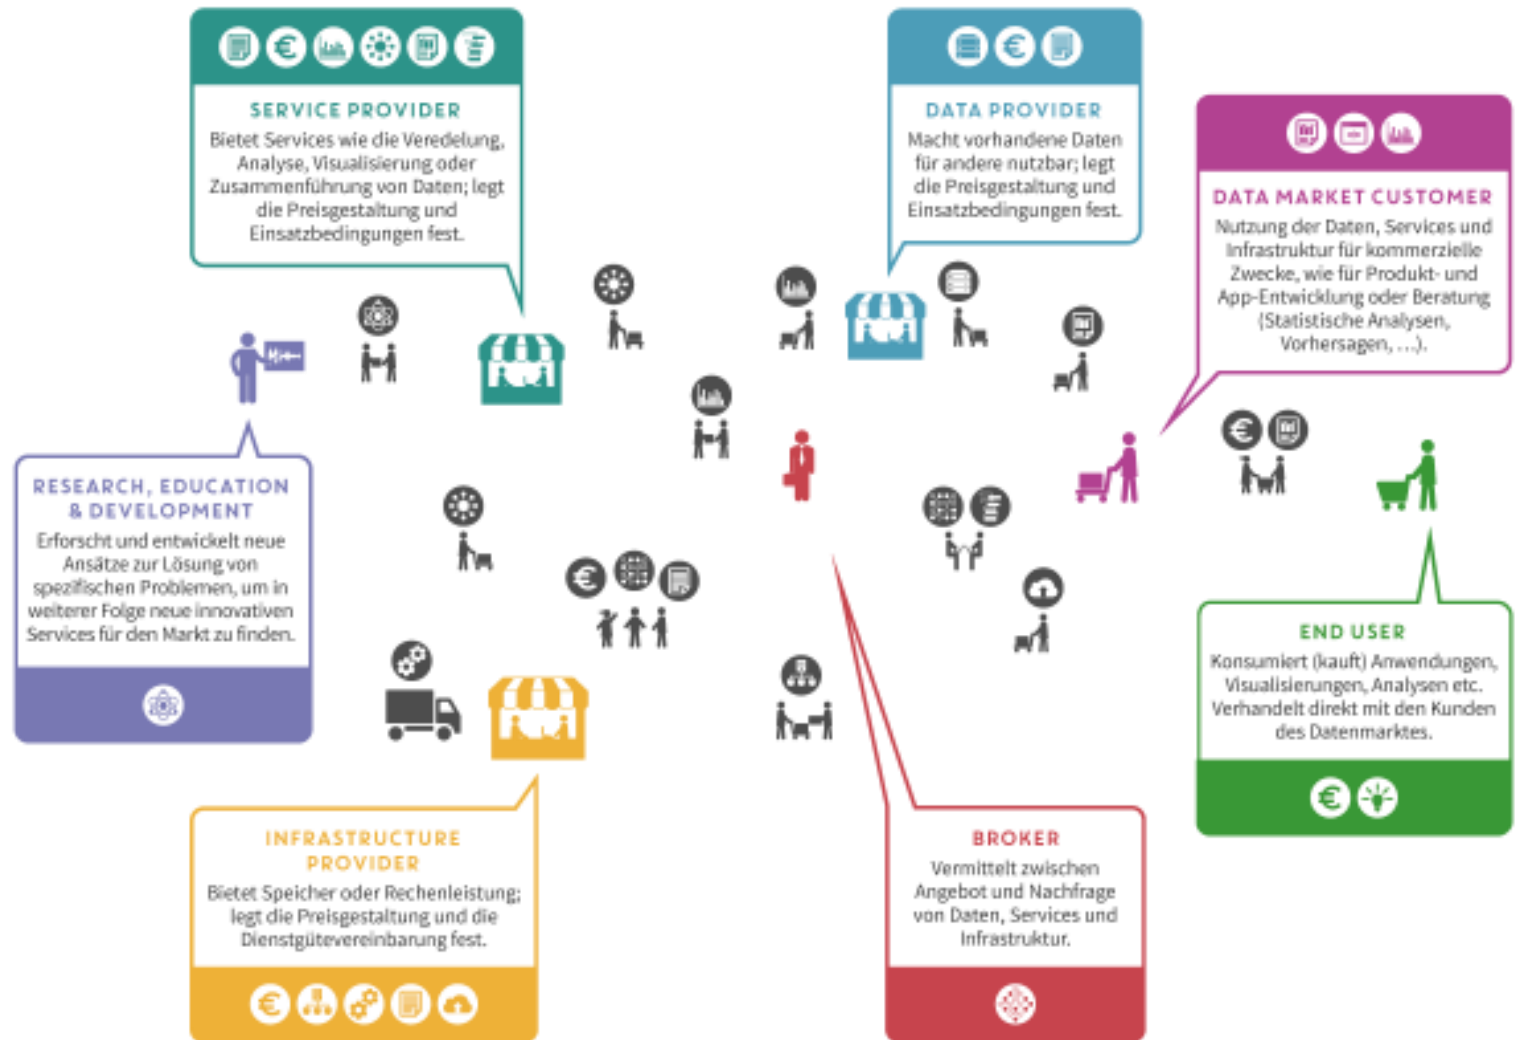 SERVICE PROVIDER
Bietet Services wie die Veredelung,
Analyse, Visualisierung oder
Zusammenführung von Daten; legt
die Preisgestaltung und
Einsatzbedingungen fest.
DATA PROVIDER
Macht vorhandene Daten
für andere nutzbar; legt
die Preisgestaltung und
Einsatzbedingungen fest.
DATA MARKET CUSTOMER
Nutzung der Daten, Services und
Infrastruktur für kommerzielle
Zwecke, wie für Produkt- und
App-Entwicklung oder Beratung
(Statistische Analysen,
Vorhersagen, ...).
RESEARCH, EDUCATION
& DEVELOPMENT
Erforscht und entwickelt neue
Ansätze zur Lösung von
spezifischen Problemen, um in
weiterer Folge neue innovativen
Services für den Markt zu finden.
END USER
Konsumiert (kauft) Anwendungen,
Visualisierungen, Analysen etc.
Verhandelt direkt mit den Kunden
des Datenmarktes.
INFRASTRUCTURE
PROVIDER
Bietet Speicher oder Rechenleistung;
legt die Preisgestaltung und die
Dienstgütevereinbarung fest.
BROKER
Vermittelt zwischen
Angebot und Nachfrage
von Daten, Services und
Infrastruktur.